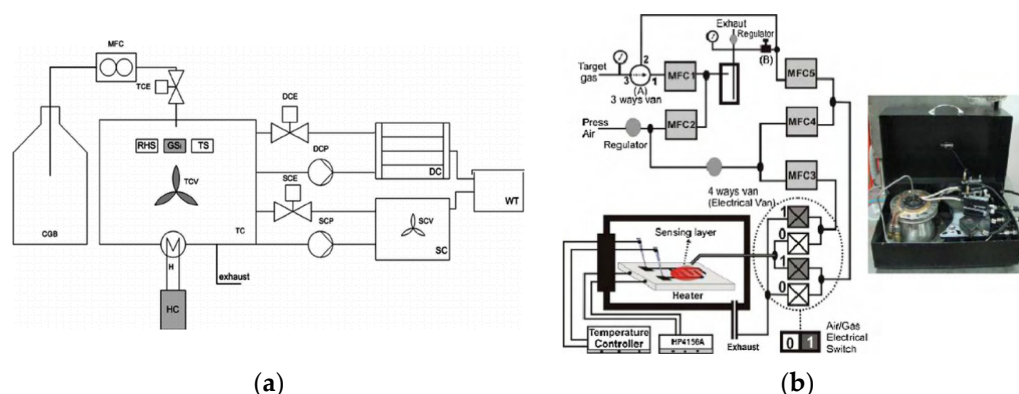 MFC
TCE
DCE
RHS
GSi
TS
DCP
DC
TCV
SCE
WT
SCP
SCV
CGB
TC
SC
H
exhaust
HC
(a)
Exhaut
Regulator
2
Target
gas
3
1
MFC1
(B)
MFC5
(A)
3 ways van
MFC4
Press
Air
MFC2
Regulator
MFC3
4 ways van
(Electrical Van)
1
0
1
0
Sensing layer
Heater
Temperature
Controller
HP4156A
Exhaust
0 1
Air/Gas
Electrical
Switch
(b)